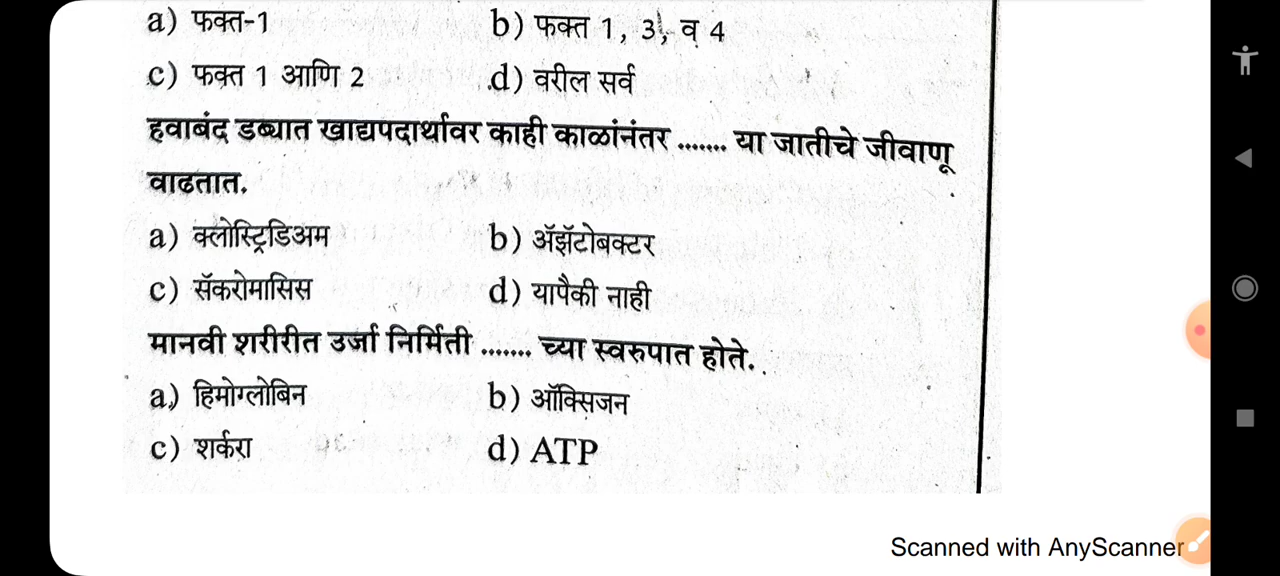 a) फक्त-1 b) फक्त 1, 3, व 4
c) फक्त 1 आणि 2 d) वरील सर्व
हवाबंद डब्यात खाद्यपदार्थावर काही काळांनंतर ....... या जातीचे जीवाणू
वाढतात.
a) क्लोस्ट्रिडिअम b) ॲझॅटोबक्टर
c) सॅकरोमासिस d) यापैकी नाही
मानवी शरीरीत उर्जा निर्मिती ........ च्या स्वरुपात होते.
a) हिमोग्लोबिन b) ऑक्सिजन
c) शर्करा d) ATP
Scanned with AnyScanner